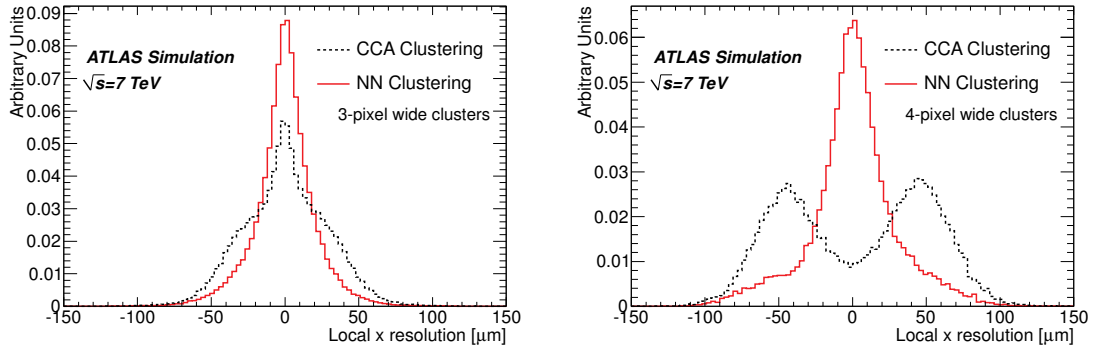 Arbitrary Units
0.09
0.08
0.07
0.06
0.05
0.04
0.03
0.02
0.01
0
ATLAS Simulation
√s=7 TeV
CCA Clustering
NN Clustering
3-pixel wide clusters
-150 -100 -50 0 50 100 150
Local x resolution [μm]
Arbitrary Units
0.06
0.05
0.04
0.03
0.02
0.01
0
ATLAS Simulation
√s=7 TeV
CCA Clustering
NN Clustering
4-pixel wide clusters
-150 -100 -50 0 50 100 150
Local x resolution [μm]